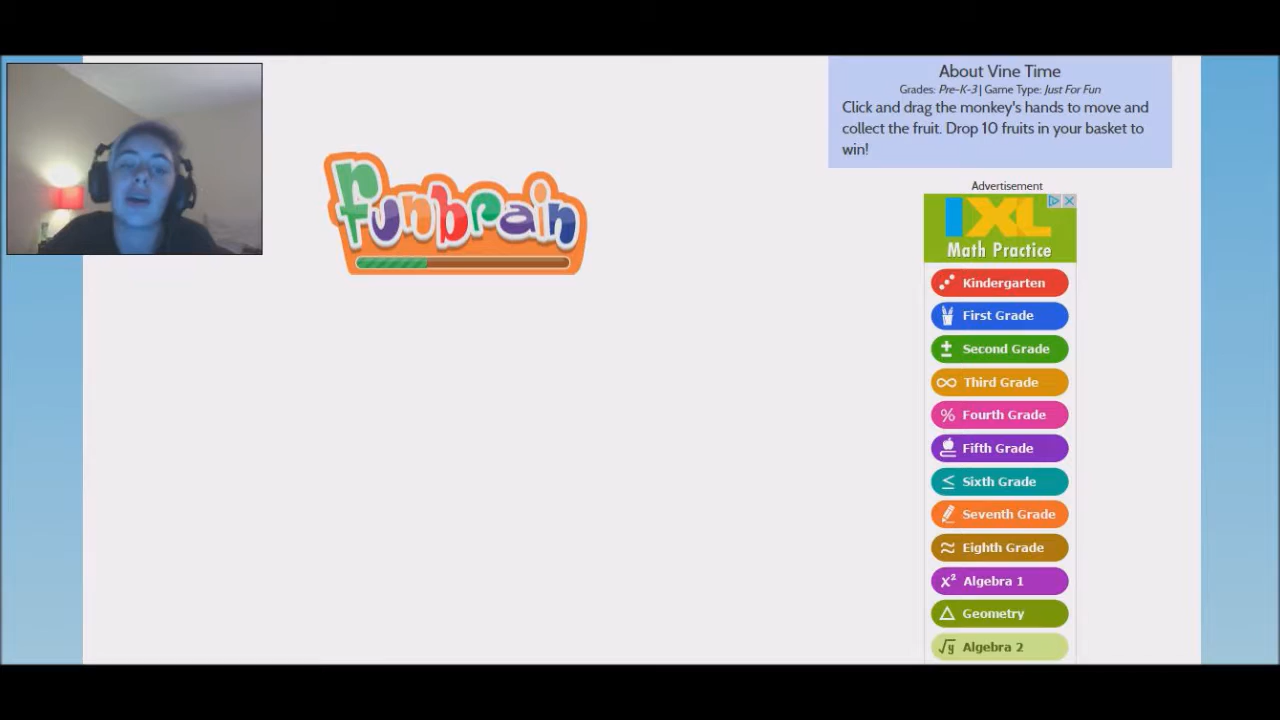 funbrain
About Vine Time
Grades: Pre-K-3 | Game Type: Just For Fun
Click and drag the monkey's hands to move and
collect the fruit. Drop 10 fruits in your basket to
win!
Advertisement
IXL
Math Practice
Kindergarten
First Grade
Second Grade
Third Grade
% Fourth Grade
Fifth Grade
≤ Sixth Grade
Seventh Grade
≈ Eighth Grade
x² Algebra 1
Geometry
√y Algebra 2